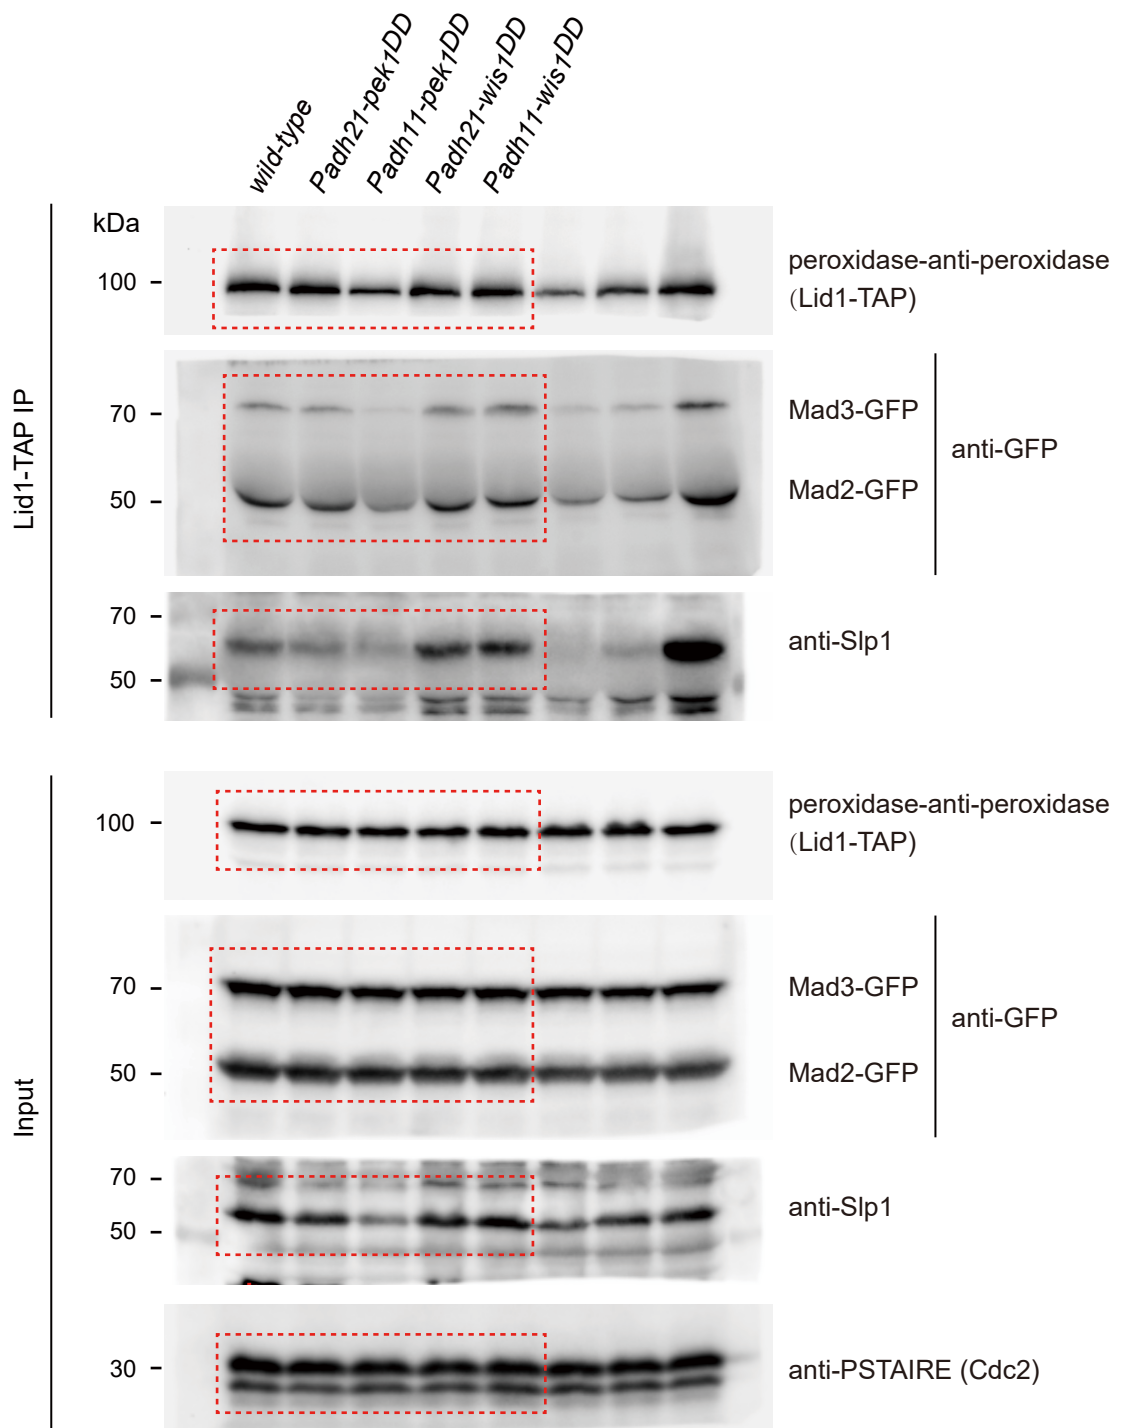 wild-type
Padh21-pek1DD
Padh11-pek1DD
Padh21-wis1DD
Padh11-wis1DD
kDa
100
peroxidase-anti-peroxidase
(Lid1-TAP)
Lid1-TAP IP
70
Mad3-GFP
anti-GFP
50
Mad2-GFP
70
anti-Slp1
50
100
peroxidase-anti-peroxidase
(Lid1-TAP)
Input
70
Mad3-GFP
anti-GFP
50
Mad2-GFP
70
anti-Slp1
50
30
anti-PSTAIRE (Cdc2)